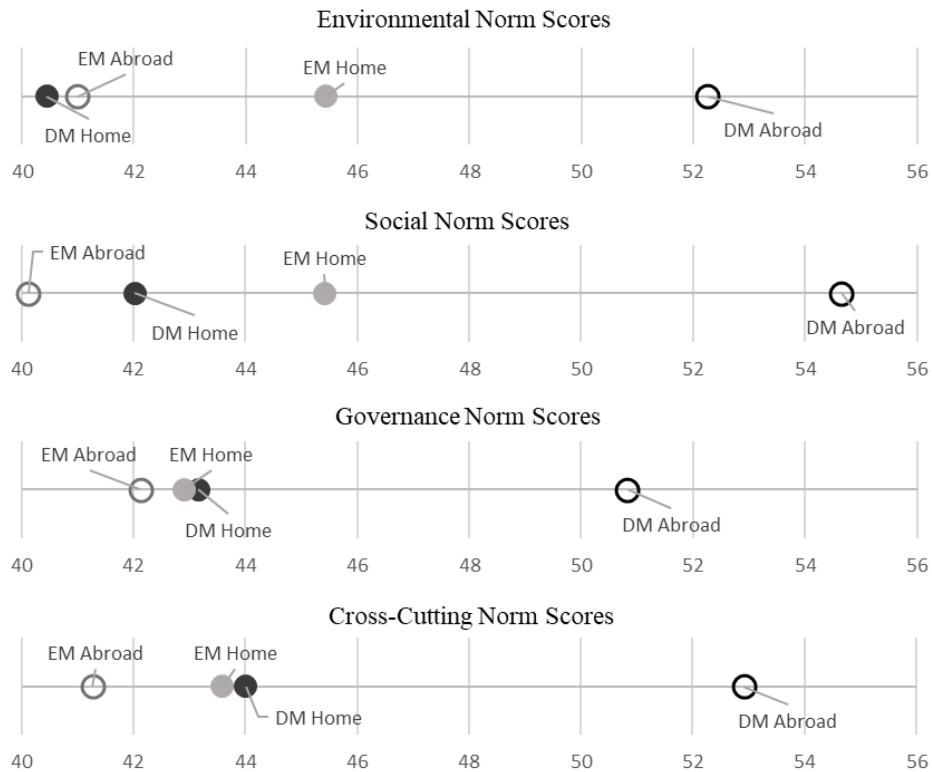 Environmental Norm Scores
EM Abroad
EM Home
DM Home
DM Abroad
40 42 44 46 48 50 52 54 56
Social Norm Scores
EM Abroad
EM Home
DM Home
DM Abroad
40 42 44 46 48 50 52 54 56
Governance Norm Scores
EM Abroad EM Home
DM Home
DM Abroad
40 42 44 46 48 50 52 54 56
Cross-Cutting Norm Scores
EM Abroad EM Home
DM Home
DM Abroad
40 42 44 46 48 50 52 54 56